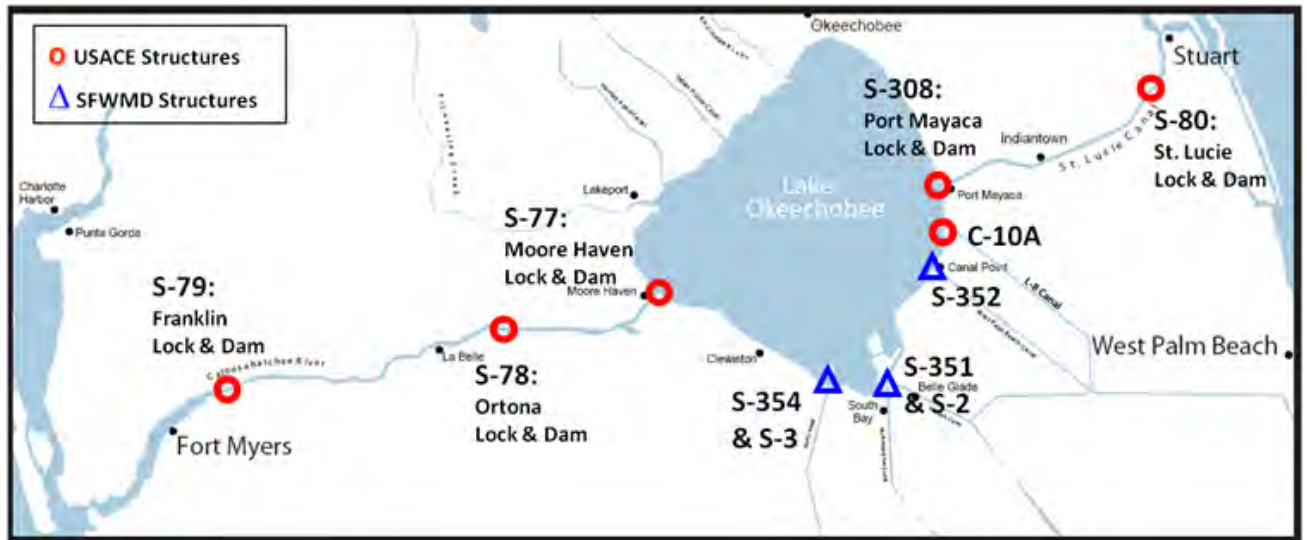 USACE Structures
SFWMD Structures
Okeechobee
Stuart
S-308:
Port Mayaca
Lock & Dam
Indiantown
St. Lucie Canal
S-80:
St. Lucie
Lock & Dam
Charlotte
Harbor
Punta Gorda
Lakeport
Lake
Okeechobee
Port Mayaca
S-77:
Moore Haven
Lock & Dam
Moore Haven
C-10A
Canal Point
S-352
L-8 Canal
S-79:
Franklin
Lock & Dam
Caloosahatchee River
La Belle
S-78:
Ortona
Lock & Dam
Clewiston
West Palm Beach
S-351
& S-2
Belle Glade
S-354
& S-3
South
Bay
Fort Myers